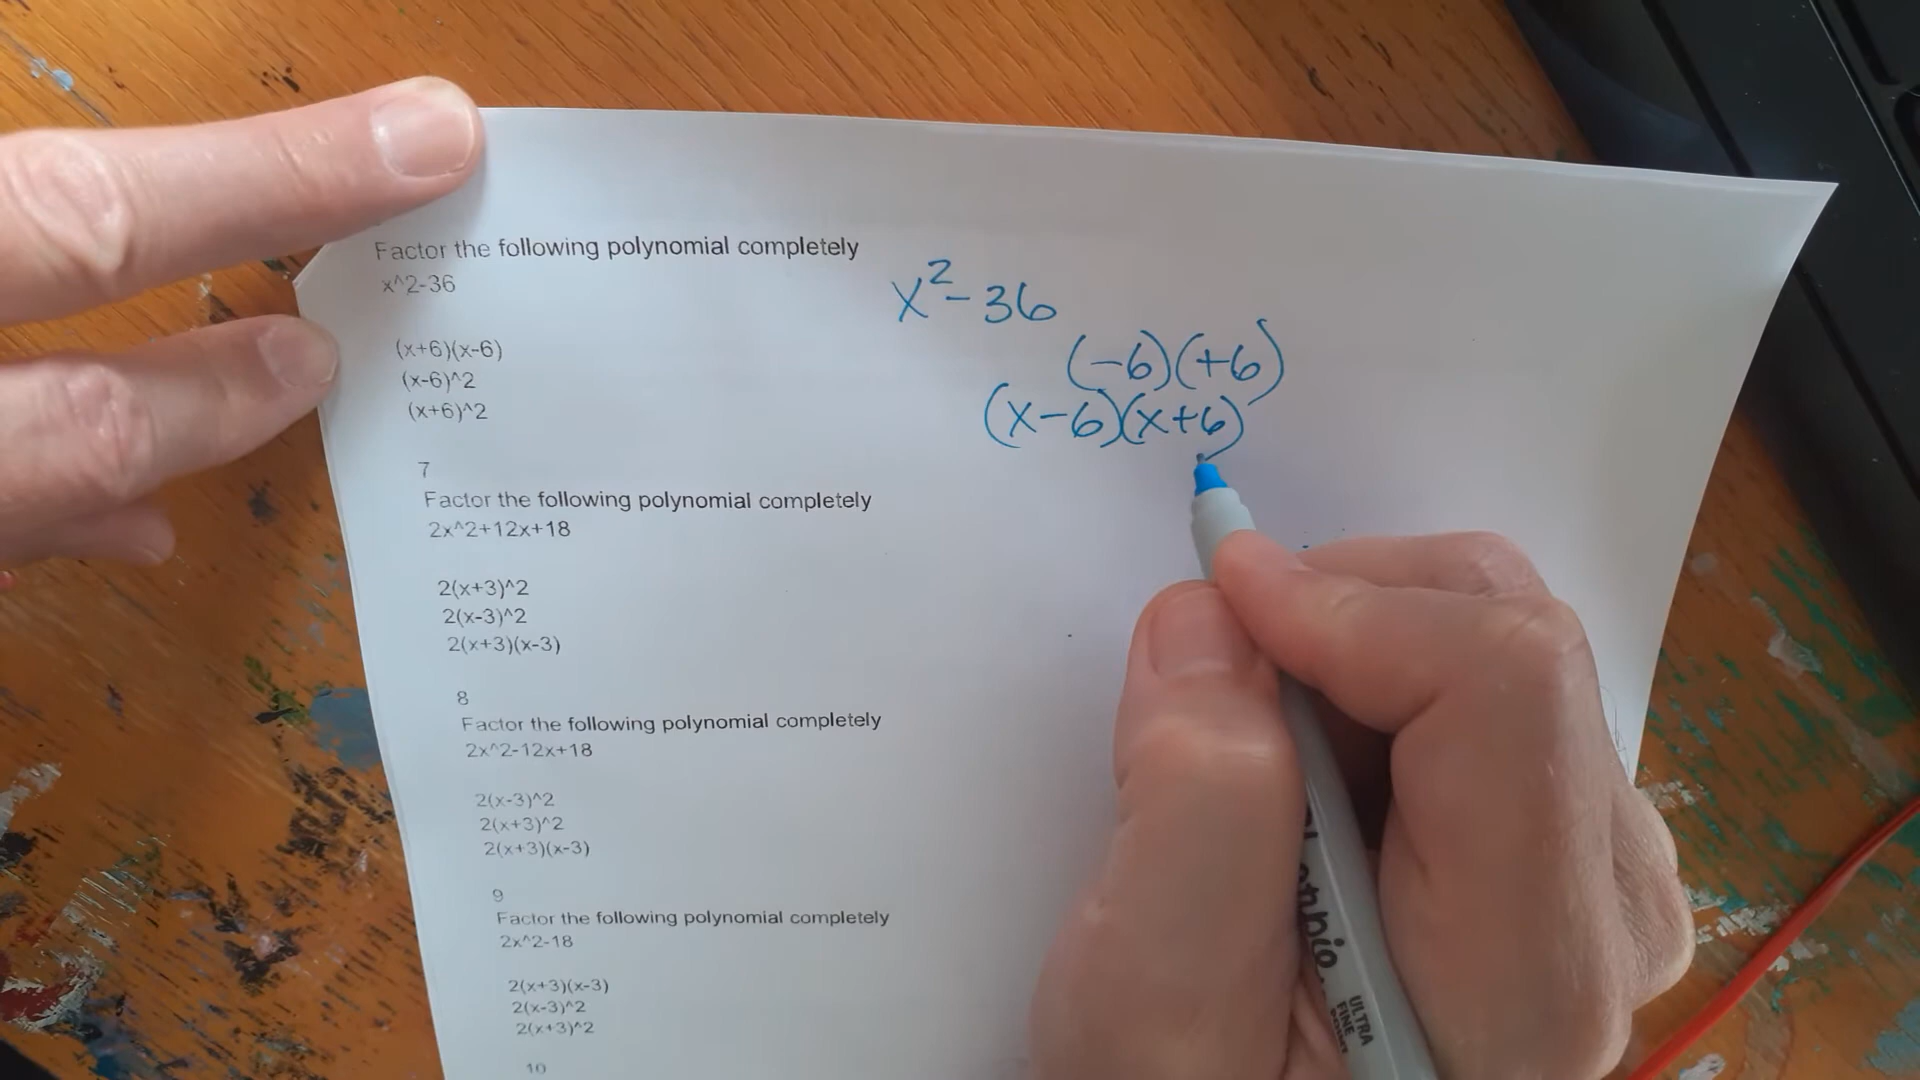 Factor the following polynomial completely
x^2-36
(x+6)(x-6)
(x-6)^2
(x+6)^2
x²-36
(-6)(+6)
(x-6)(x+6)
7
Factor the following polynomial completely
2x^2+12x+18
2(x+3)^2
2(x-3)^2
2(x+3)(x-3)
8
Factor the following polynomial completely
2x^2-12x+18
2(x-3)^2
2(x+3)^2
2(x+3)(x-3)
9
Factor the following polynomial completely
2x^2-18
2(x+3)(x-3)
2(x-3)^2
2(x+3)^2
10
ULTRA
FINE
POINT